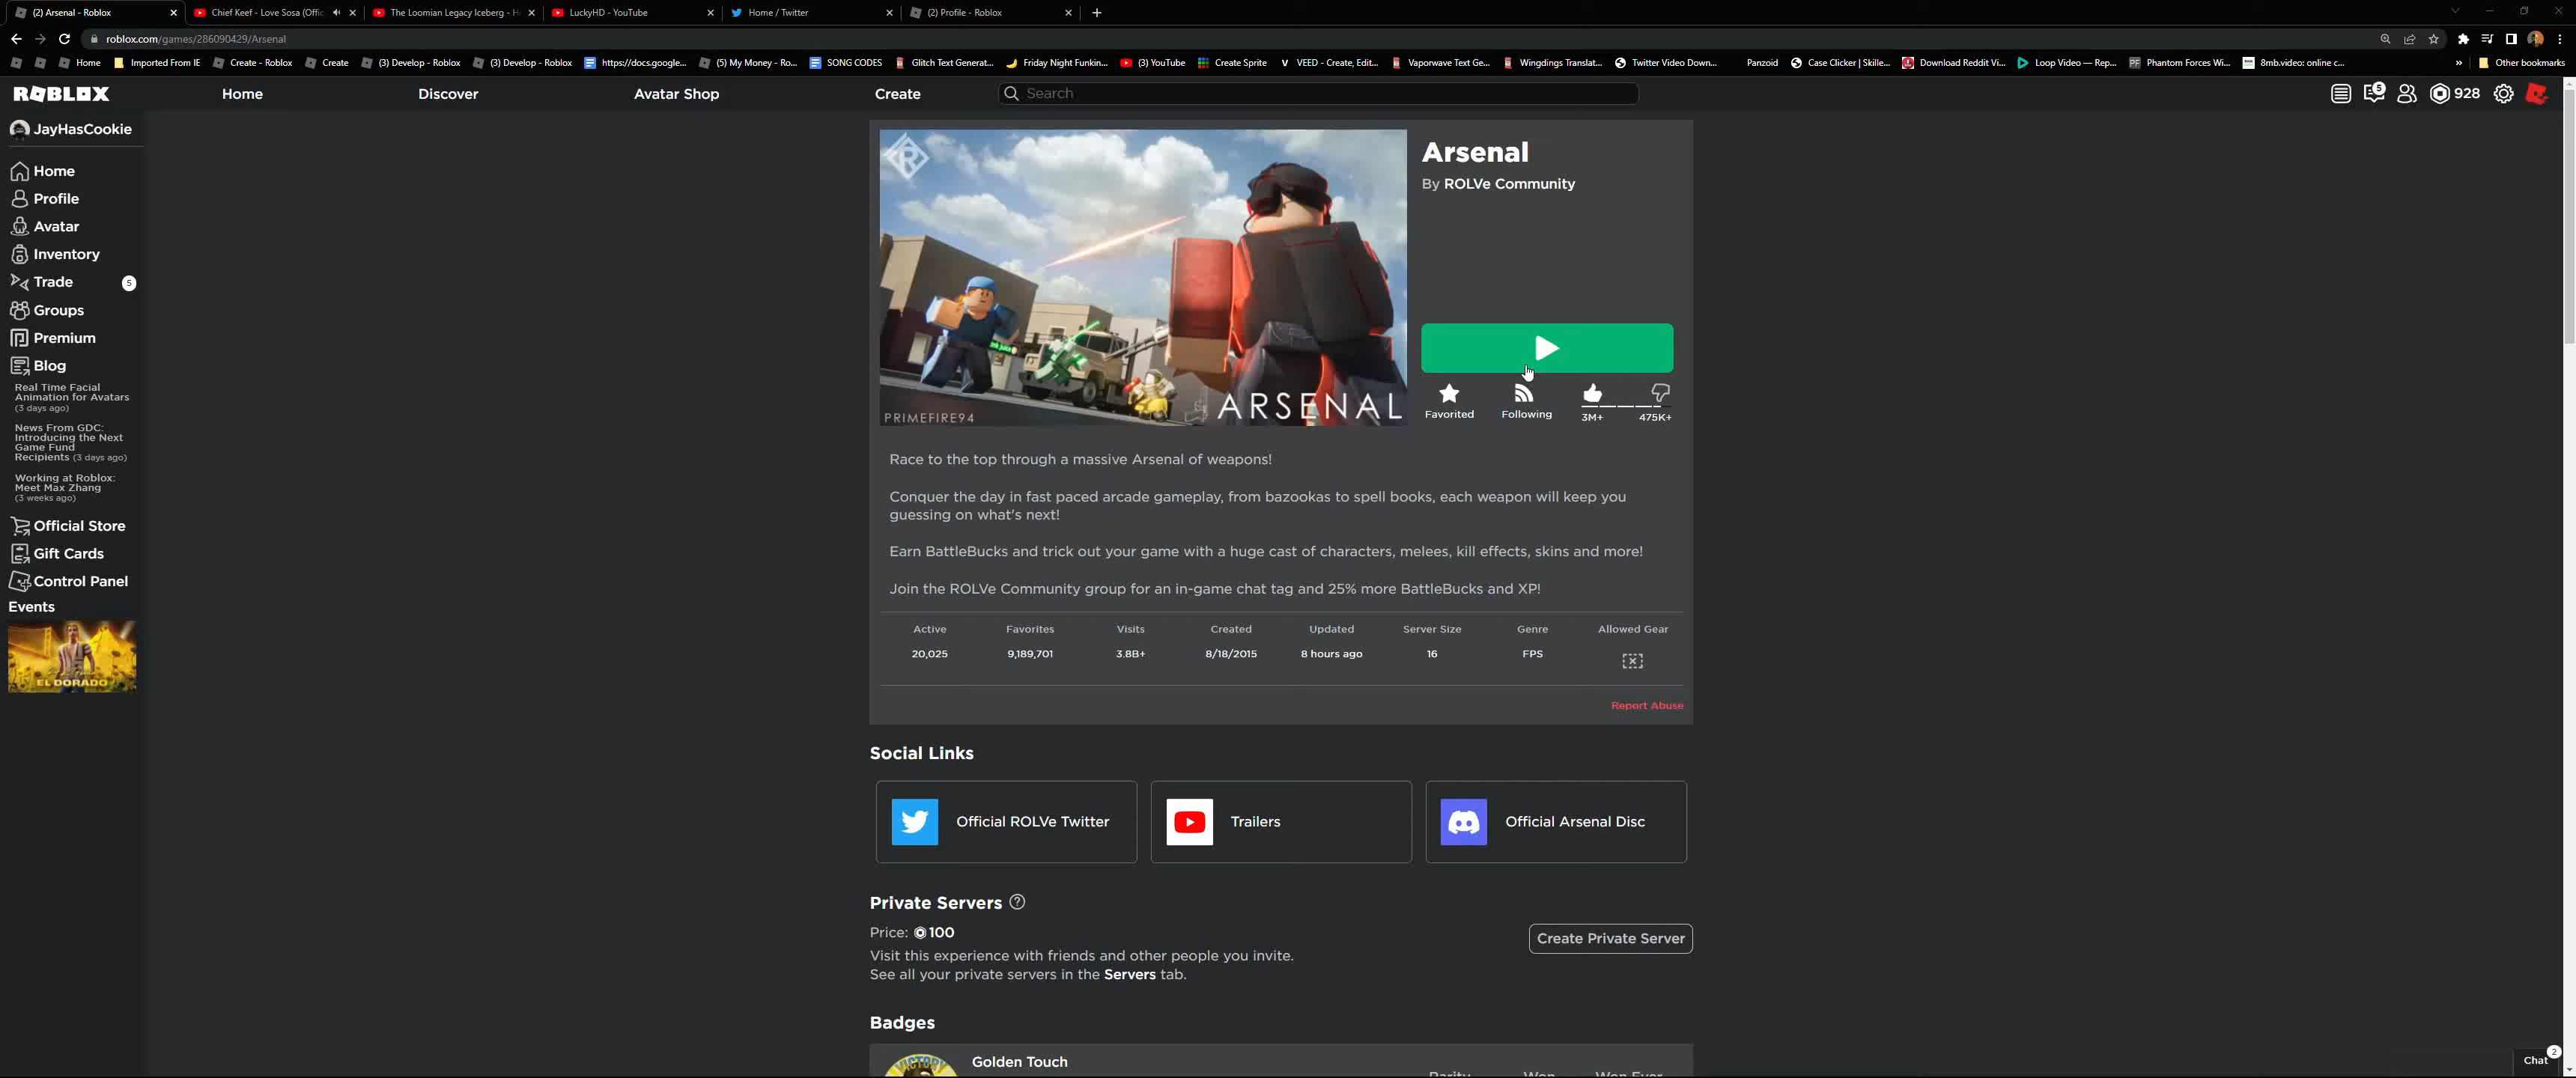 (2) Arsenal - Roblox
Chief Keef - Love Sosa (Offic
The Loomian Legacy Iceberg - H
LuckyHD - YouTube
Home / Twitter
(2) Profile - Roblox
roblox.com/games/286090429/Arsenal
Home
Imported From IE
Create - Roblox
Create
(3) Develop - Roblox
(3) Develop - Roblox
https://docs.google...
(5) My Money - Ro...
SONG CODES
Glitch Text Generat...
Friday Night Funkin...
(3) YouTube
Create Sprite
VEED - Create, Edit...
Vaporwave Text Ge...
Wingdings Translat...
Twitter Video Down...
Panzoid
Case Clicker | Skille...
Download Reddit Vi...
Loop Video — Rep...
Phantom Forces Wi...
8mb.video: online c...
»
Other bookmarks
ROBLOX
Home
Discover
Avatar Shop
Create
Search
5
928
JayHasCookie
Home
Profile
Avatar
Inventory
Trade
5
Groups
Premium
Blog
Real Time Facial
Animation for Avatars
(3 days ago)
News From GDC:
Introducing the Next
Game Fund
Recipients (3 days ago)
Working at Roblox:
Meet Max Zhang
(3 weeks ago)
Official Store
Gift Cards
Control Panel
Events
EL DORADO
PRIMEFIRE94
ARSENAL
Arsenal
By ROLVe Community
Favorited
Following
3M+
475K+
Race to the top through a massive Arsenal of weapons!
Conquer the day in fast paced arcade gameplay, from bazookas to spell books, each weapon will keep you
guessing on what's next!
Earn BattleBucks and trick out your game with a huge cast of characters, melees, kill effects, skins and more!
Join the ROLVe Community group for an in-game chat tag and 25% more BattleBucks and XP!
Active
Favorites
Visits
Created
Updated
Server Size
Genre
Allowed Gear
20,025
9,189,701
3.8B+
8/18/2015
8 hours ago
16
FPS
Report Abuse
Social Links
Official ROLVe Twitter
Trailers
Official Arsenal Disc
Private Servers
Price: 100
Visit this experience with friends and other people you invite.
See all your private servers in the Servers tab.
Create Private Server
Badges
VICTORY
Golden Touch
Rarity
Won
Won Ever
Chat
2